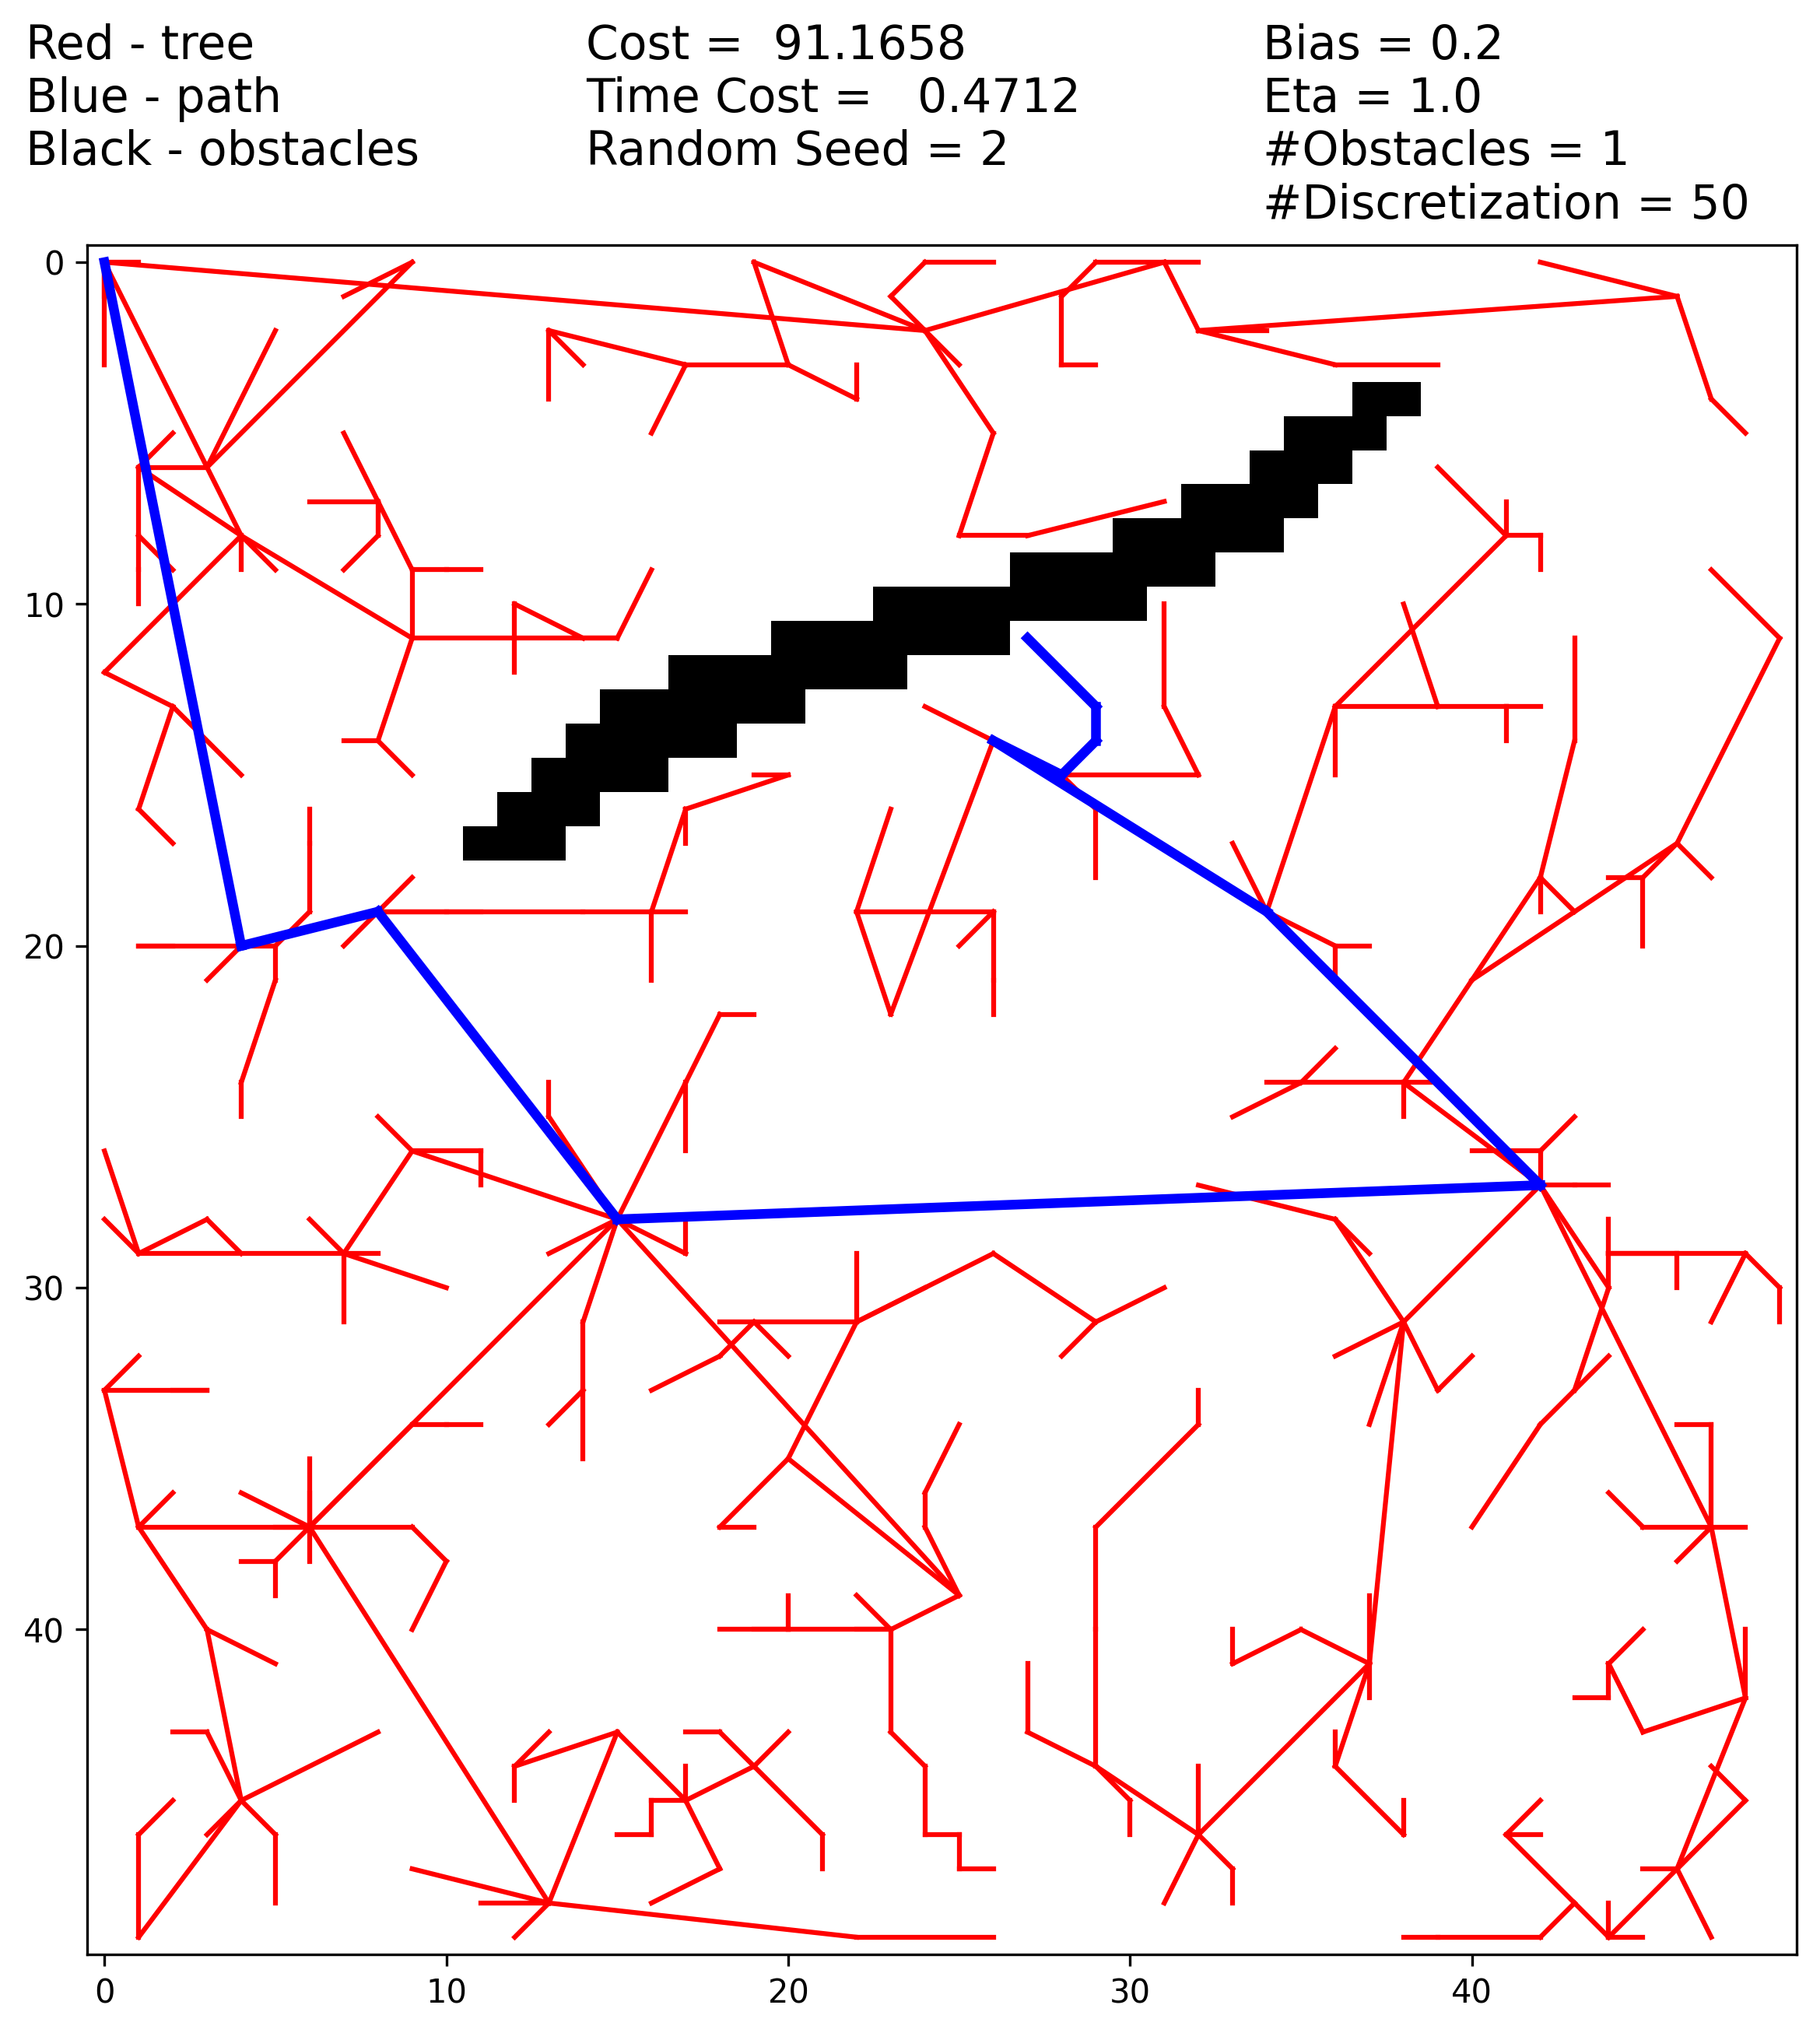 Red - tree
Blue - path
Black - obstacles
Cost =  91.1658
Time Cost =   0.4712
Random Seed = 2
Bias = 0.2
Eta = 1.0
#Obstacles = 1
#Discretization = 50
0
10
20
30
40
0
10
20
30
40